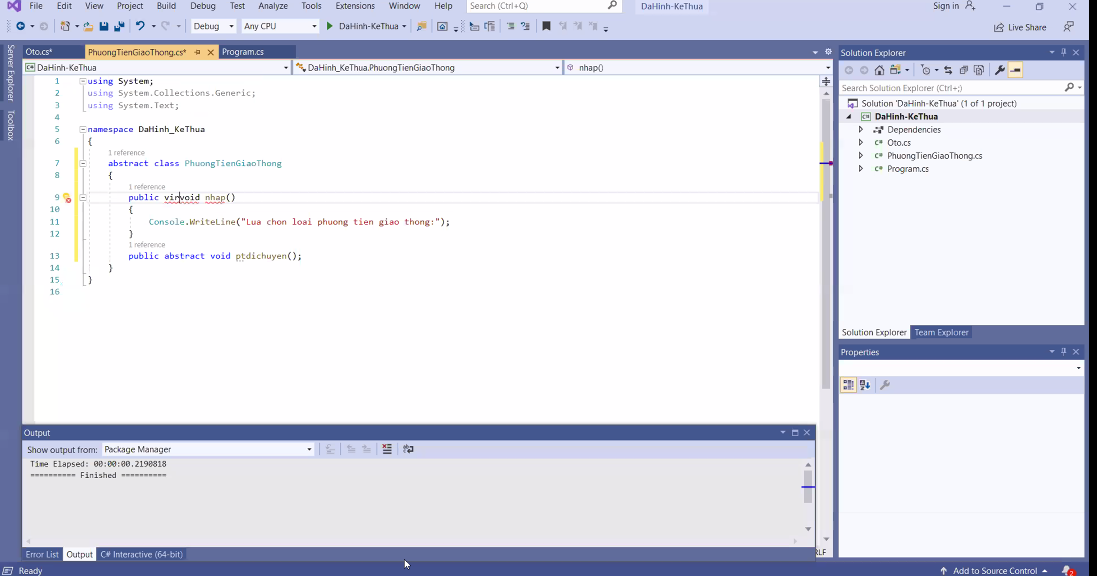 File Edit View Project Build Debug Test Analyze Tools Extensions Window Help Search (Ctrl+Q) DaHinh-KeThua Sign in
Debug Any CPU DaHinh-KeThua Live Share
Server Explorer
Toolbox
Oto.cs* PhuongTienGiaoThong.cs* Program.cs
DaHinh-KeThua DaHinh_KeThua.PhuongTienGiaoThong nhap()
1 using System;
2 using System.Collections.Generic;
3 using System.Text;
4
5 namespace DaHinh_KeThua
6 {
1 reference
7 abstract class PhuongTienGiaoThong
8 {
1 reference
9 public virvoid nhap()
10 {
11 Console.WriteLine("Lua chon loai phuong tien giao thong:");
12 }
1 reference
13 public abstract void ptdichuyen();
14 }
15 }
16
Output
Show output from: Package Manager
Time Elapsed: 00:00:00.2190818
========== Finished ==========
Error List Output C# Interactive (64-bit)
Solution Explorer
Search Solution Explorer (Ctrl+;)
Solution 'DaHinh-KeThua' (1 of 1 project)
DaHinh-KeThua
Dependencies
Oto.cs
PhuongTienGiaoThong.cs
Program.cs
Solution Explorer Team Explorer
Properties
Ready Add to Source Control 2